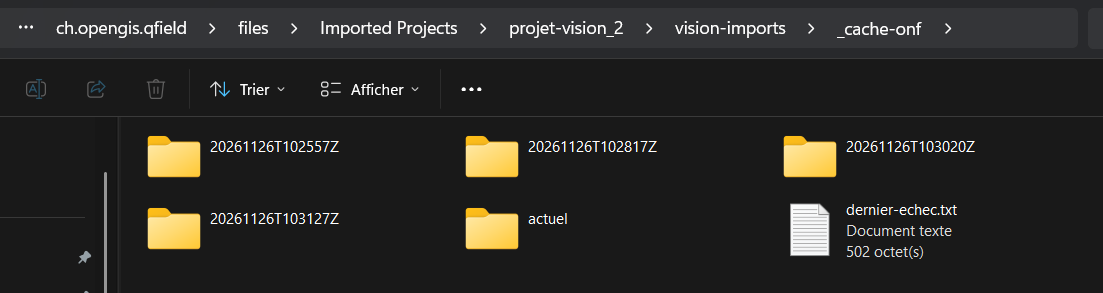 ch.opengis.qfield > files > Imported Projects > projet-vision_2 > vision-imports > _cache-onf >
Trier
Afficher
20261126T102557Z
20261126T102817Z
20261126T103020Z
20261126T103127Z
actuel
dernier-echec.txt
Document texte
502 octet(s)